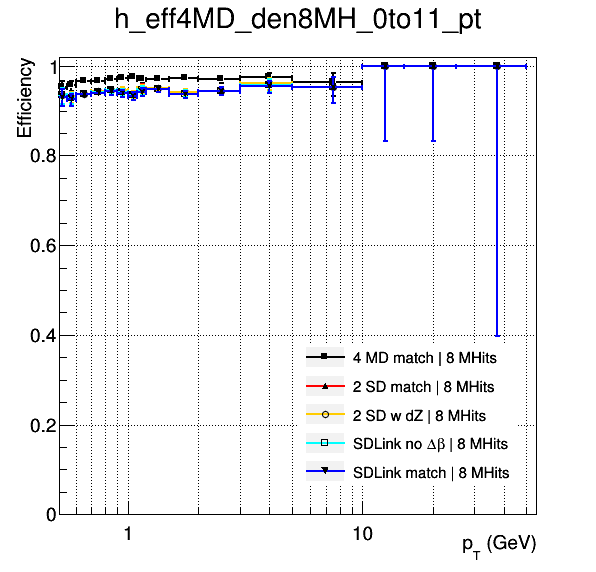 h_eff4MD_den8MH_0to11_pt
Efficiency
1
0.8
0.6
0.4
0.2
0
4 MD match | 8 MHits
2 SD match | 8 MHits
2 SD w dZ | 8 MHits
SDLink no Δβ | 8 MHits
SDLink match | 8 MHits
1
10
p_T (GeV)